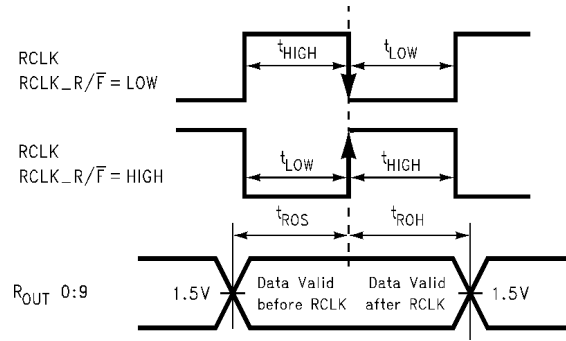 RCLK
RCLK_R/F̅ = LOW
tHIGH
tLOW
RCLK
RCLK_R/F̅ = HIGH
tLOW
tHIGH
tROS
tROH
ROUT 0:9
1.5V
Data Valid
before RCLK
Data Valid
after RCLK
1.5V